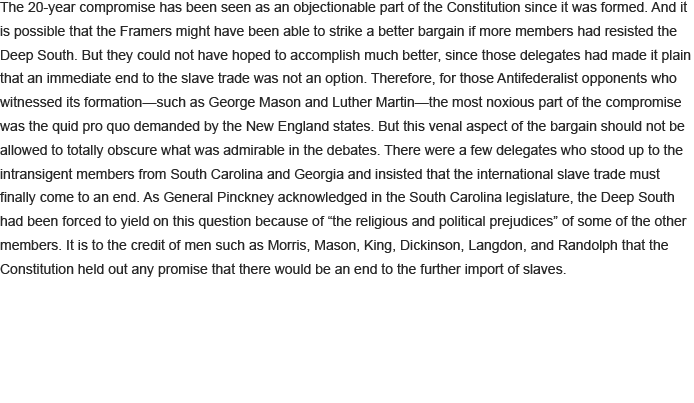 The 20-year compromise has been seen as an objectionable part of the Constitution since it was formed. And it
is possible that the Framers might have been able to strike a better bargain if more members had resisted the
Deep South. But they could not have hoped to accomplish much better, since those delegates had made it plain
that an immediate end to the slave trade was not an option. Therefore, for those Antifederalist opponents who
witnessed its formation—such as George Mason and Luther Martin—the most noxious part of the compromise
was the quid pro quo demanded by the New England states. But this venal aspect of the bargain should not be
allowed to totally obscure what was admirable in the debates. There were a few delegates who stood up to the
intransigent members from South Carolina and Georgia and insisted that the international slave trade must
finally come to an end. As General Pinckney acknowledged in the South Carolina legislature, the Deep South
had been forced to yield on this question because of “the religious and political prejudices” of some of the other
members. It is to the credit of men such as Morris, Mason, King, Dickinson, Langdon, and Randolph that the
Constitution held out any promise that there would be an end to the further import of slaves.